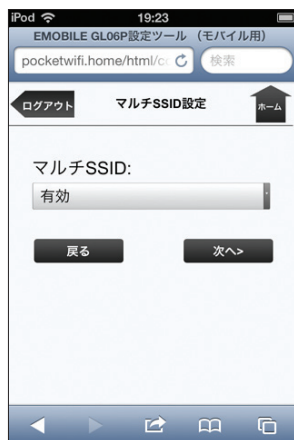 iPod 19:23
EMOBILE GL06P設定ツール （モバイル用）
pocketwifi.home/html/c 検索
ログアウト マルチSSID設定 ホーム
マルチSSID:
有効
戻る 次へ>